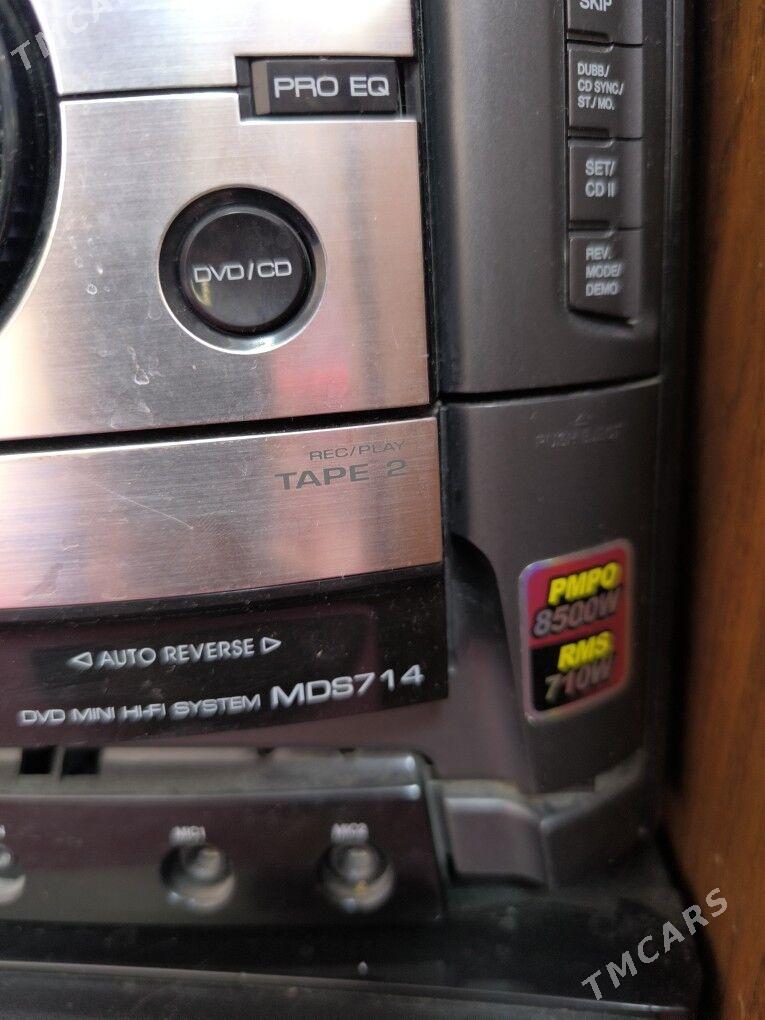 TMCARS
SKIP
PRO EQ
DUBB./
CD SYNC/
ST./MO.
SET/
CD II
DVD/CD
REV.
MODE/
DEMO
PUSH EJECT
REC/PLAY
TAPE 2
PMPO
8500W
RMS
710W
◁ AUTO REVERSE ▷
DVD MINI HI-FI SYSTEM MDS714
MIC1
MIC2
TMCARS